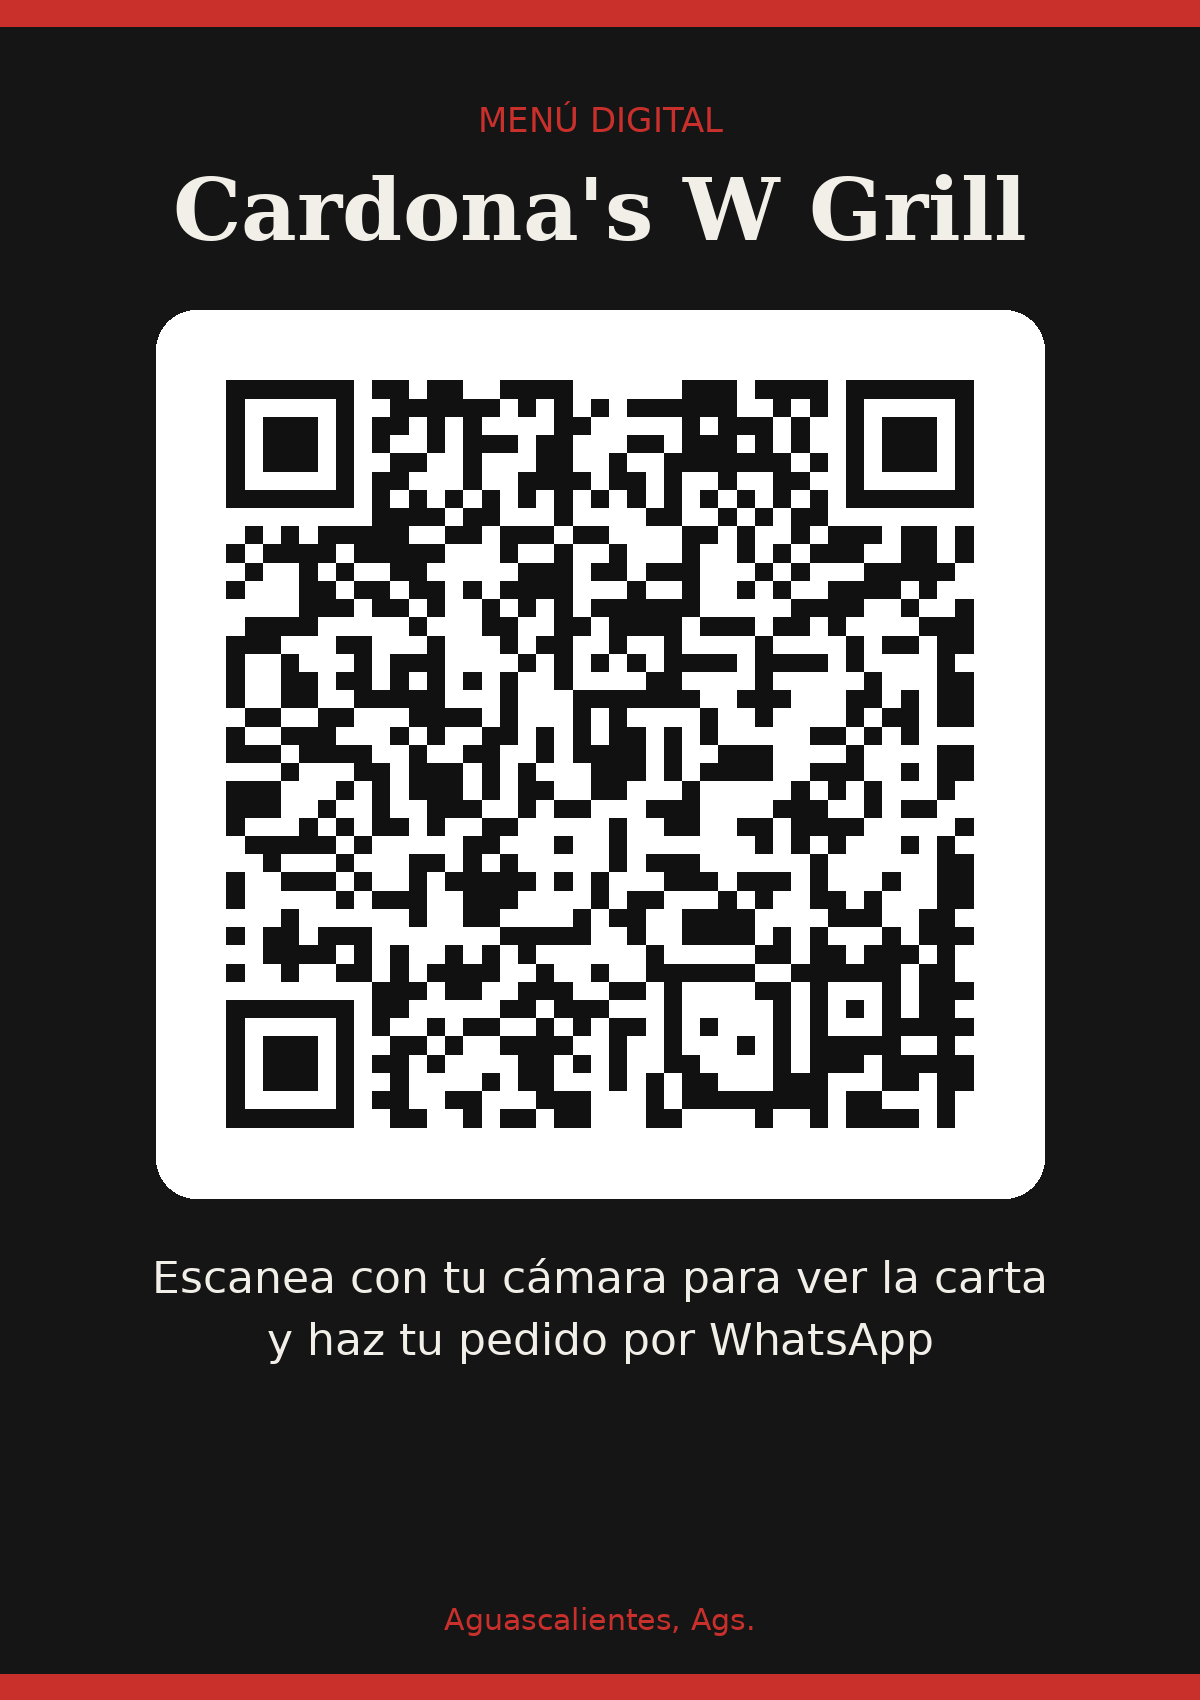 MENÚ DIGITAL
Cardona's W Grill
Escanea con tu cámara para ver la carta
y haz tu pedido por WhatsApp
Aguascalientes, Ags.